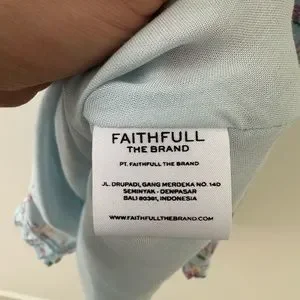 FAITHFULL
THE BRAND
PT. FAITHFULL THE BRAND
JL. DRUPADI, GANG MERDEKA NO. 14D
SEMINYAK - DENPASAR
BALI 80361, INDONESIA
WWW.FAITHFULLTHEBRAND.COM